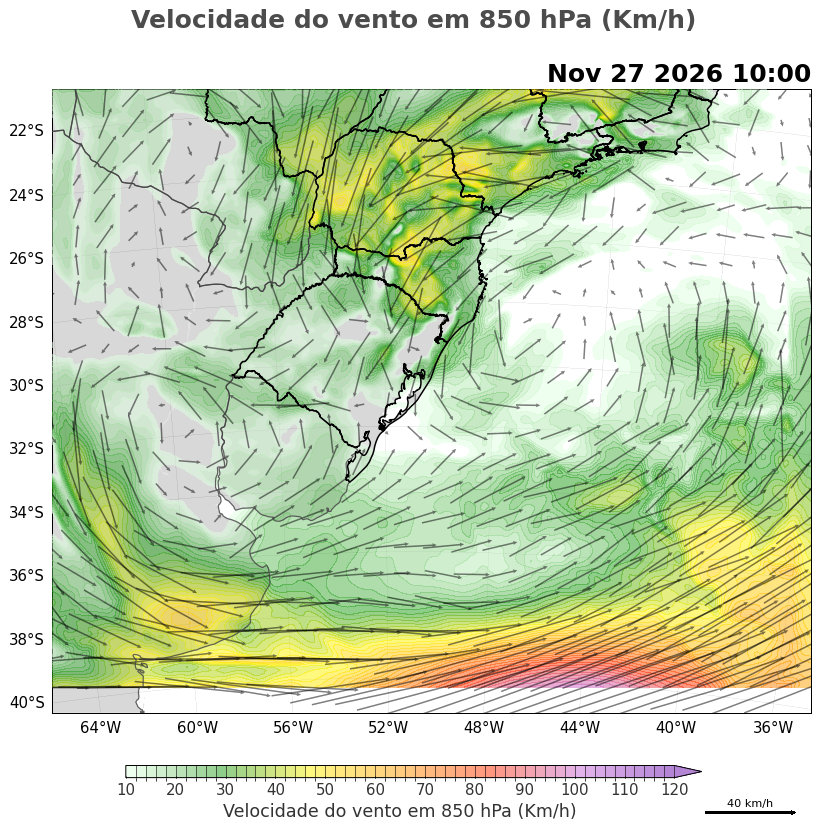 Velocidade do vento em 850 hPa (Km/h)
Nov 27 2026 10:00
22°S
24°S
26°S
28°S
30°S
32°S
34°S
36°S
38°S
40°S
64°W 60°W 56°W 52°W 48°W 44°W 40°W 36°W
10 20 30 40 50 60 70 80 90 100 110 120
Velocidade do vento em 850 hPa (Km/h)
40 km/h